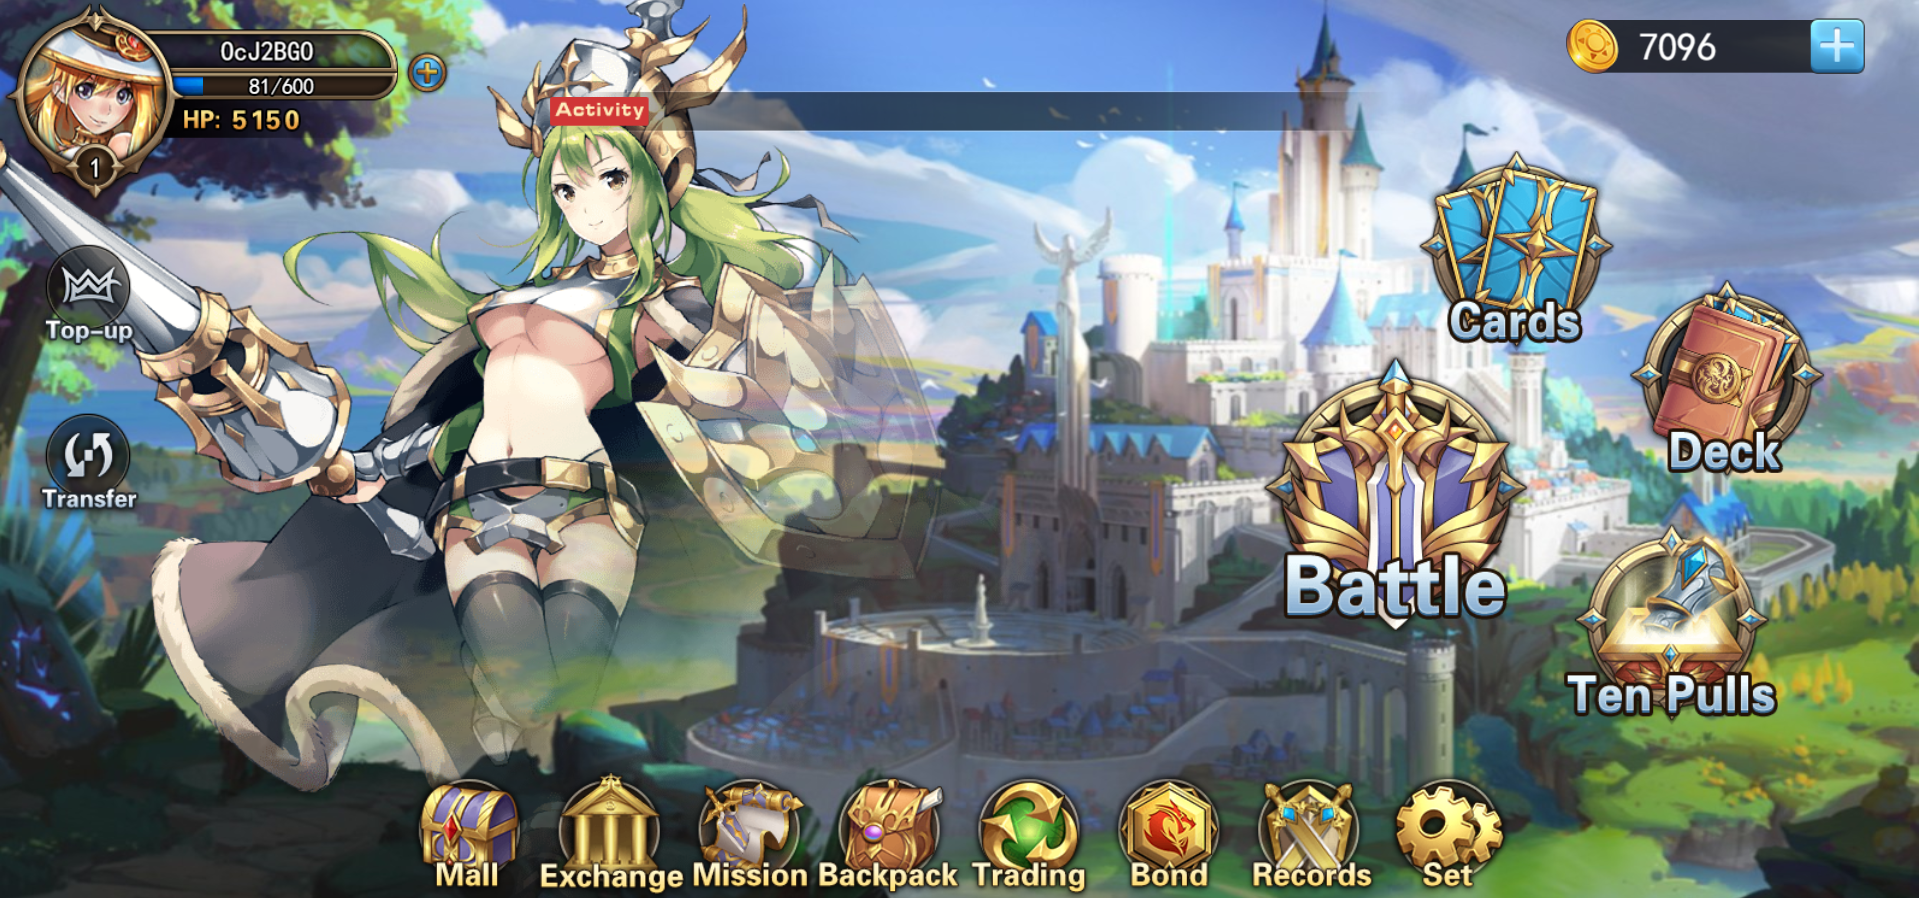 0cJ2BG0
81/600
HP: 5150
1
7096
Activity
Top-up
Transfer
Cards
Deck
Battle
Ten Pulls
Mall
Exchange
Mission
Backpack
Trading
Bond
Records
Set